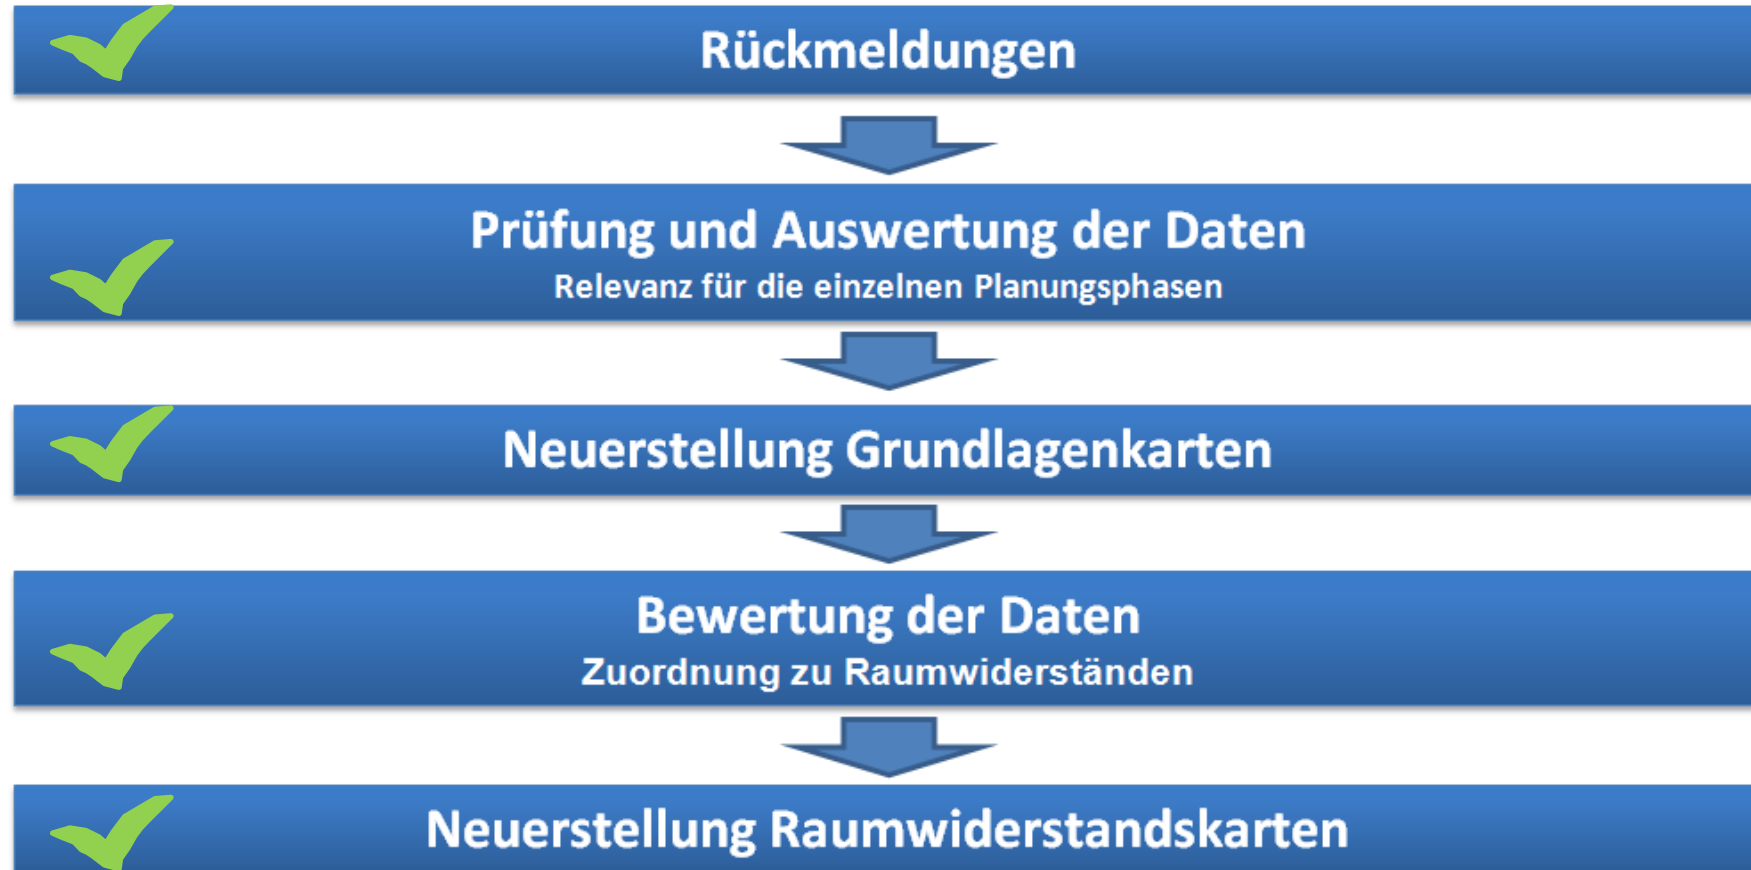 Rückmeldungen
Prüfung und Auswertung der Daten
Relevanz für die einzelnen Planungsphasen
Neuerstellung Grundlagenkarten
Bewertung der Daten
Zuordnung zu Raumwiderständen
Neuerstellung Raumwiderstandskarten